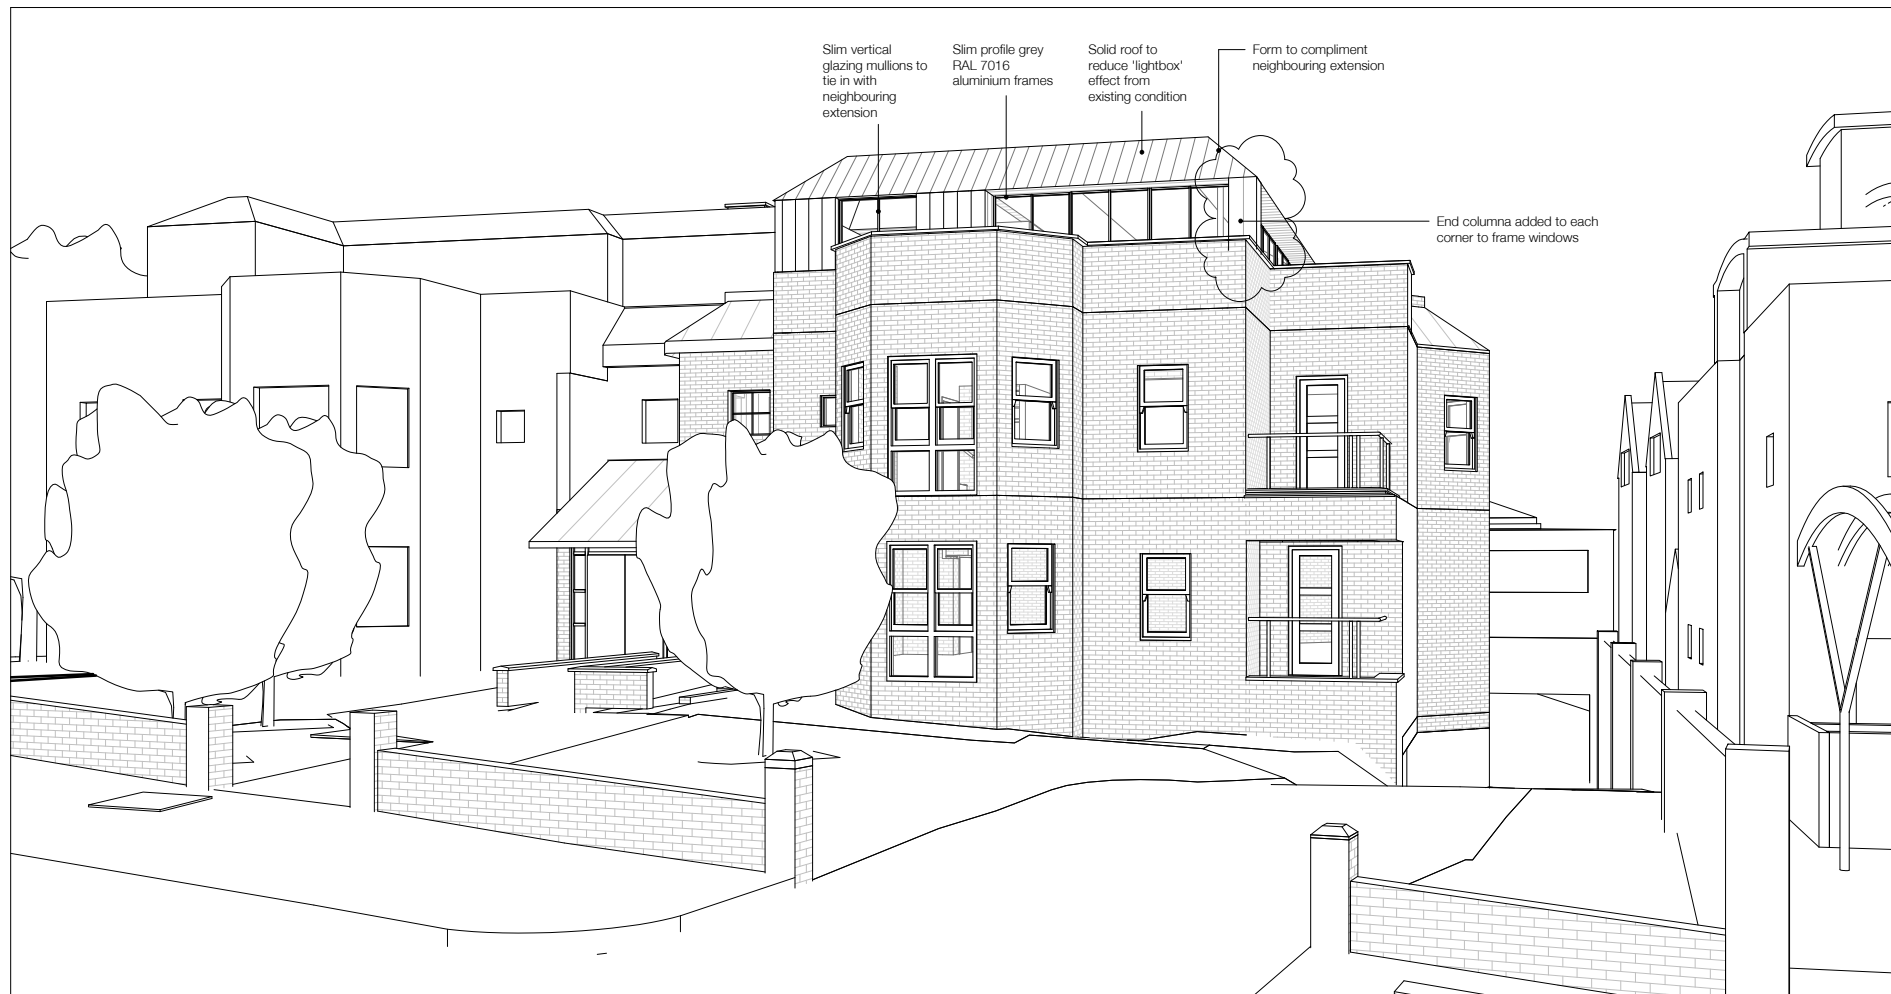 Slim vertical
glazing mullions to
tie in with
neighbouring
extension
Slim profile grey
RAL 7016
aluminium frames
Solid roof to
reduce 'lightbox'
effect from
existing condition
Form to compliment
neighbouring extension
End columna added to each
corner to frame windows